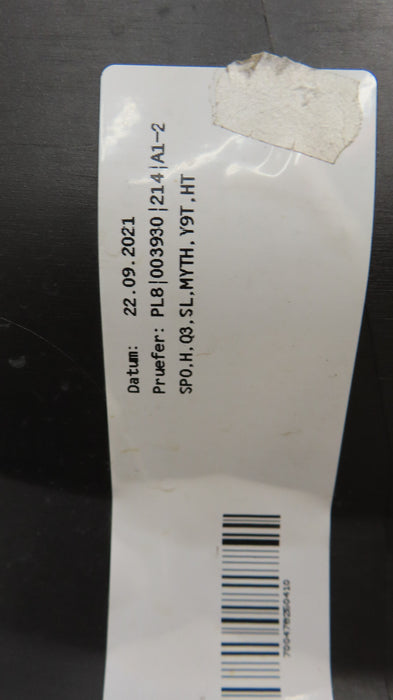 Datum: 22.09.2021
Pruefer: PL8|003930|214|A1-2
SPO,H,Q3,SL,MYTH,Y9T,HT